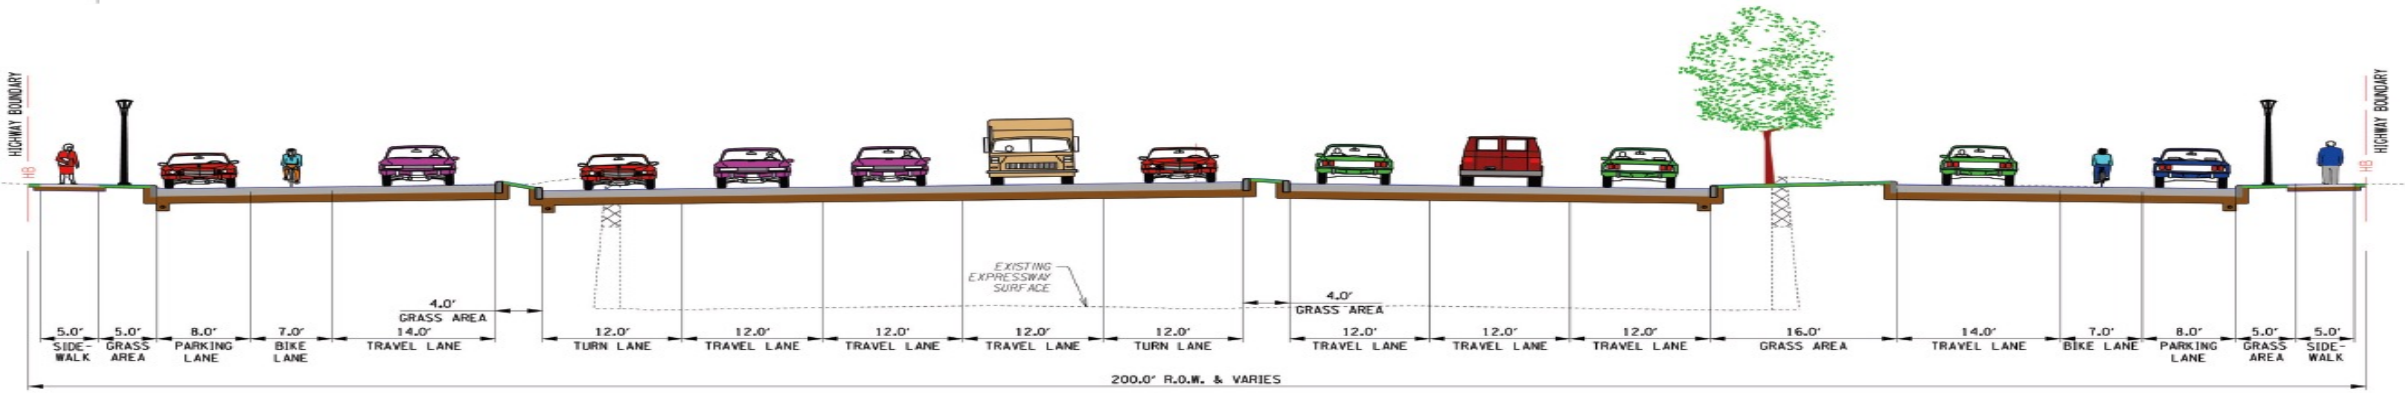 HIGHWAY BOUNDARY
HB
HIGHWAY BOUNDARY
HB
EXISTING
EXPRESSWAY
SURFACE
4.0'
GRASS AREA
4.0'
GRASS AREA
5.0'
SIDE-
WALK
5.0'
GRASS
AREA
8.0'
PARKING
LANE
7.0'
BIKE
LANE
14.0'
TRAVEL LANE
12.0'
TURN LANE
12.0'
TRAVEL LANE
12.0'
TRAVEL LANE
12.0'
TRAVEL LANE
12.0'
TURN LANE
12.0'
TRAVEL LANE
12.0'
TRAVEL LANE
12.0'
TRAVEL LANE
16.0'
GRASS AREA
14.0'
TRAVEL LANE
7.0'
BIKE LANE
8.0'
PARKING
LANE
5.0'
GRASS
AREA
5.0'
SIDE-
WALK
200.0' R.O.W. & VARIES